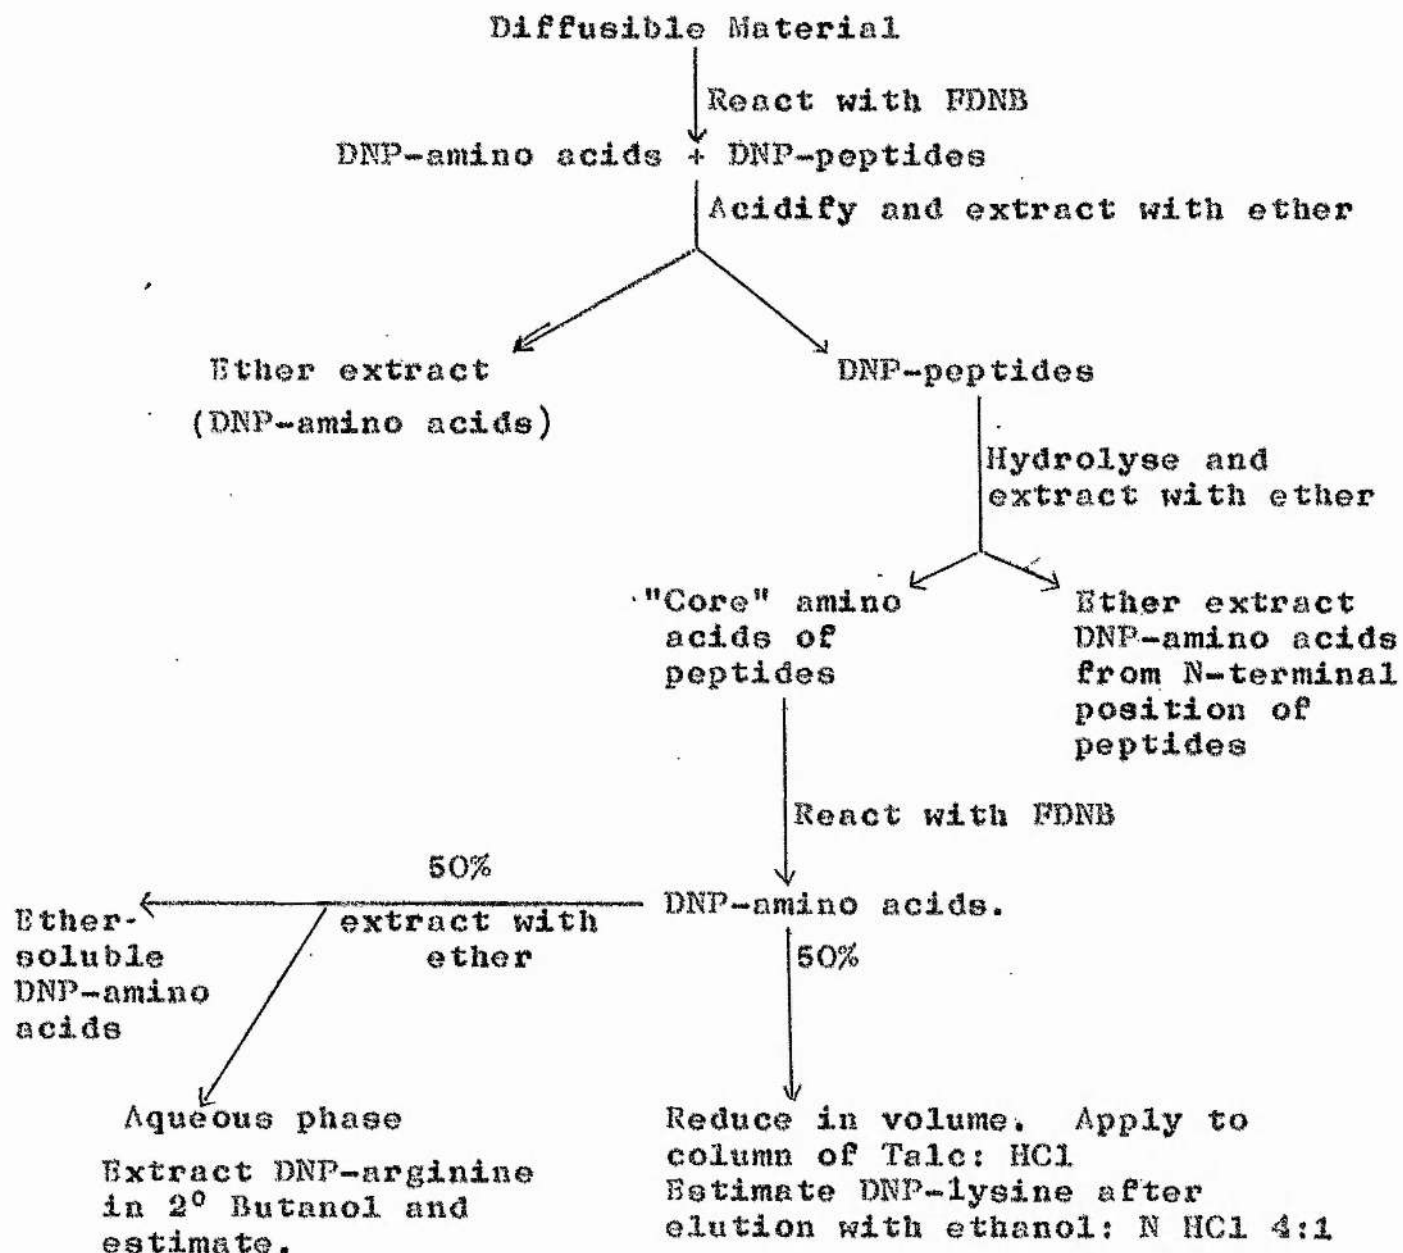 Diffusible Material
React with FDNB
DNP-amino acids + DNP-peptides
Acidify and extract with ether
Ether extract
(DNP-amino acids)
DNP-peptides
Hydrolyse and
extract with ether
"Core" amino
acids of
peptides
Ether extract
DNP-amino acids
from N-terminal
position of
peptides
React with FDNB
50%
DNP-amino acids.
extract with
ether
50%
Ether-
soluble
DNP-amino
acids
Aqueous phase
Extract DNP-arginine
in 2º Butanol and
estimate.
Reduce in volume. Apply to
column of Talc: HCl
Estimate DNP-lysine after
elution with ethanol: N HCl 4:1